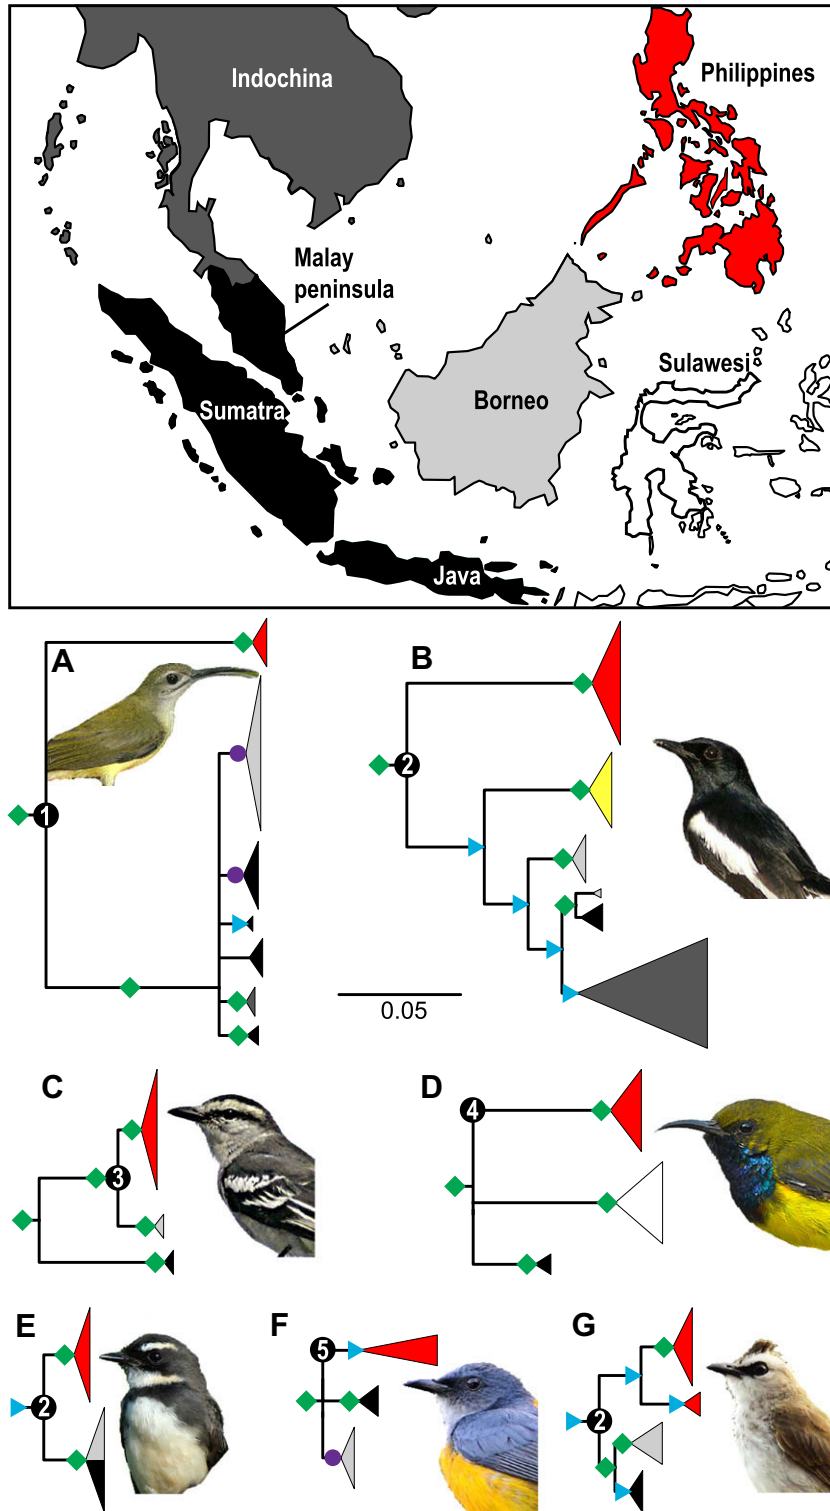 Indochina
Philippines
Malay
peninsula
Sulawesi
Sumatra
Borneo
Java
A
B
2
1
0.05
C
D
4
3
E
F
G
5
2
2